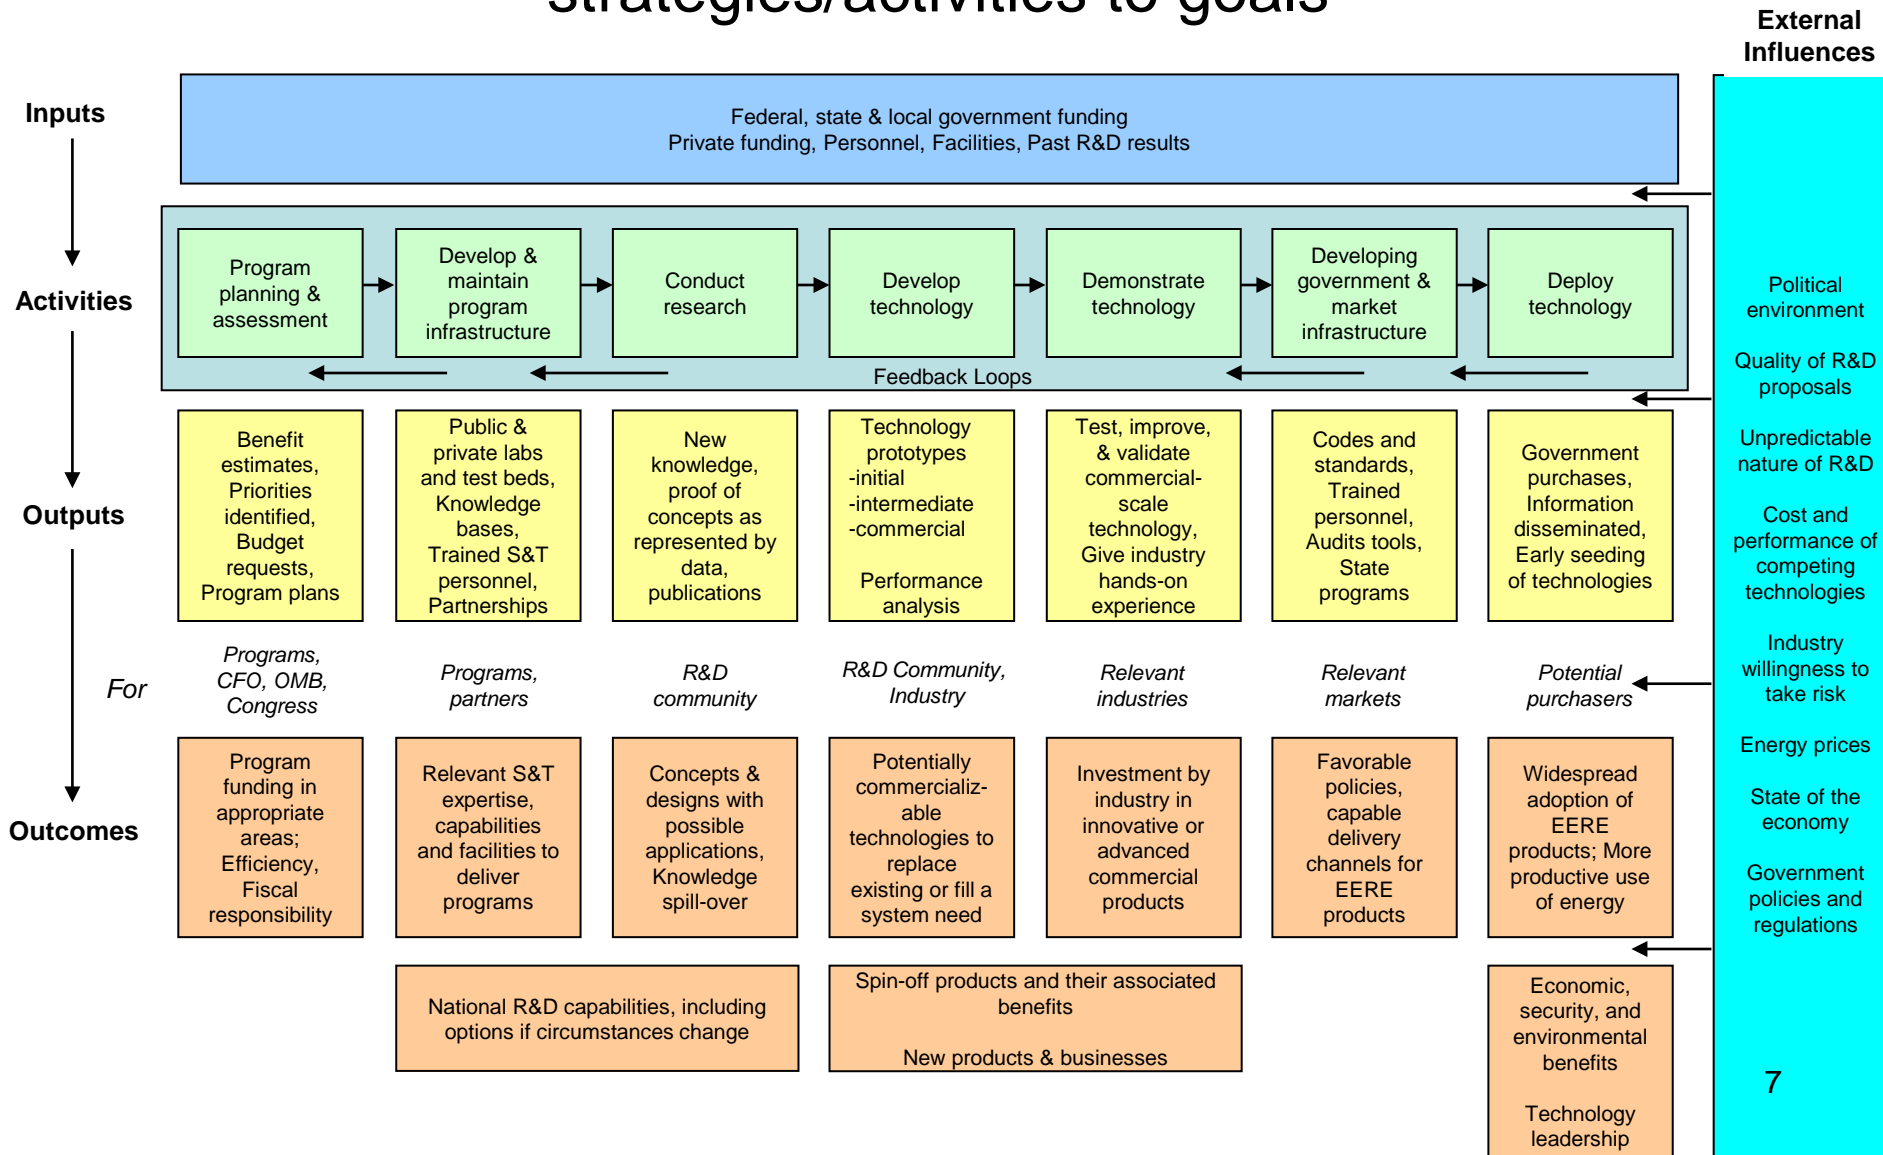 strategies/activities to goals
External
Influences
Inputs
Federal, state & local government funding
Private funding, Personnel, Facilities, Past R&D results
Activities
Program
planning &
assessment
Develop &
maintain
program
infrastructure
Conduct
research
Develop
technology
Demonstrate
technology
Developing
government &
market
infrastructure
Deploy
technology
Feedback Loops
Outputs
Benefit
estimates,
Priorities
identified,
Budget
requests,
Program plans
Public &
private labs
and test beds,
Knowledge
bases,
Trained S&T
personnel,
Partnerships
New
knowledge,
proof of
concepts as
represented by
data,
publications
Technology
prototypes
-initial
-intermediate
-commercial
Performance
analysis
Test, improve,
& validate
commercial-
scale
technology,
Give industry
hands-on
experience
Codes and
standards,
Trained
personnel,
Audits tools,
State
programs
Government
purchases,
Information
disseminated,
Early seeding
of technologies
For
Programs,
CFO, OMB,
Congress
Programs,
partners
R&D
community
R&D Community,
Industry
Relevant
industries
Relevant
markets
Potential
purchasers
Outcomes
Program
funding in
appropriate
areas;
Efficiency,
Fiscal
responsibility
Relevant S&T
expertise,
capabilities
and facilities to
deliver
programs
Concepts &
designs with
possible
applications,
Knowledge
spill-over
Potentially
commercializ-
able
technologies to
replace
existing or fill a
system need
Investment by
industry in
innovative or
advanced
commercial
products
Favorable
policies,
capable
delivery
channels for
EERE
products
Widespread
adoption of
EERE
products; More
productive use
of energy
National R&D capabilities, including
options if circumstances change
Spin-off products and their associated
benefits
New products & businesses
Economic,
security, and
environmental
benefits
Technology
leadership
Political
environment
Quality of R&D
proposals
Unpredictable
nature of R&D
Cost and
performance of
competing
technologies
Industry
willingness to
take risk
Energy prices
State of the
economy
Government
policies and
regulations
7